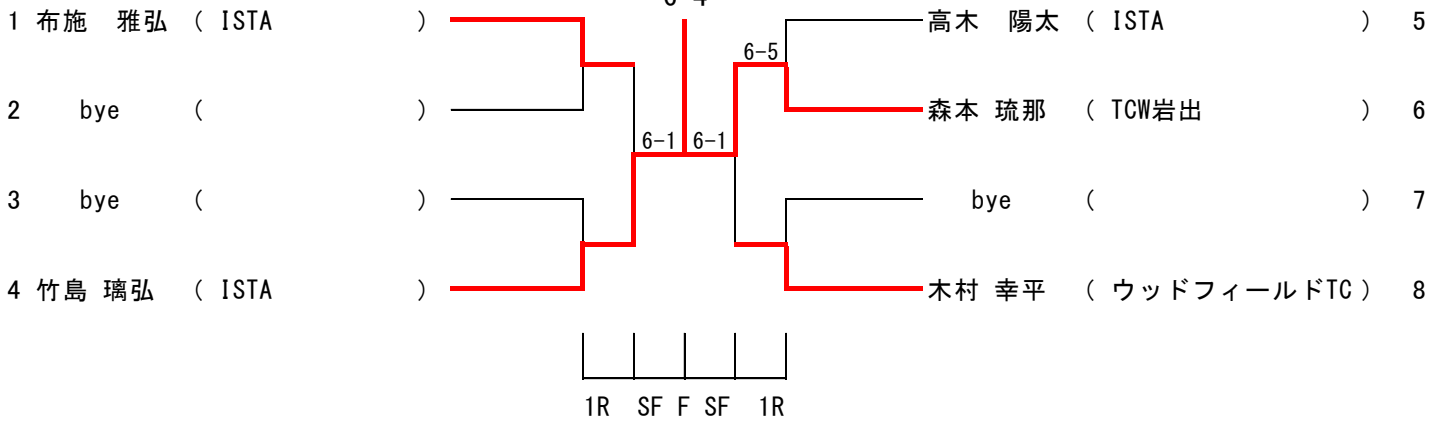 1 布施　雅弘 ( ISTA )
2 bye ( )
3 bye ( )
4 竹島 璃弘 ( ISTA )
6-1 6-1
6-5
高木　陽太 ( ISTA ) 5
森本 琉那 ( TCW岩出 ) 6
bye ( ) 7
木村 幸平 ( ウッドフィールドTC ) 8
1R SF F SF 1R